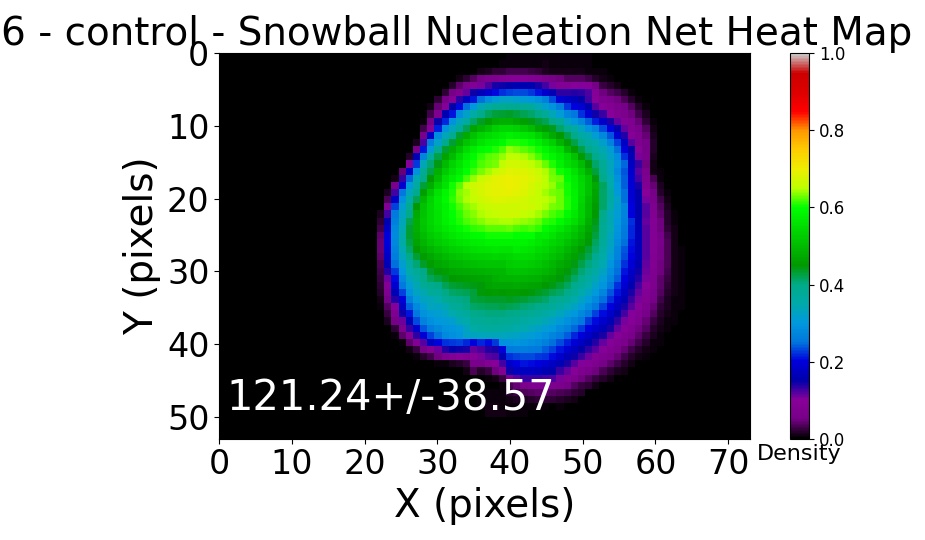 6 - control - Snowball Nucleation Net Heat Map
0
10
20
30
40
50
Y (pixels)
121.24+/-38.57
0 10 20 30 40 50 60 70
X (pixels)
1.0
0.8
0.6
0.4
0.2
0.0
Density